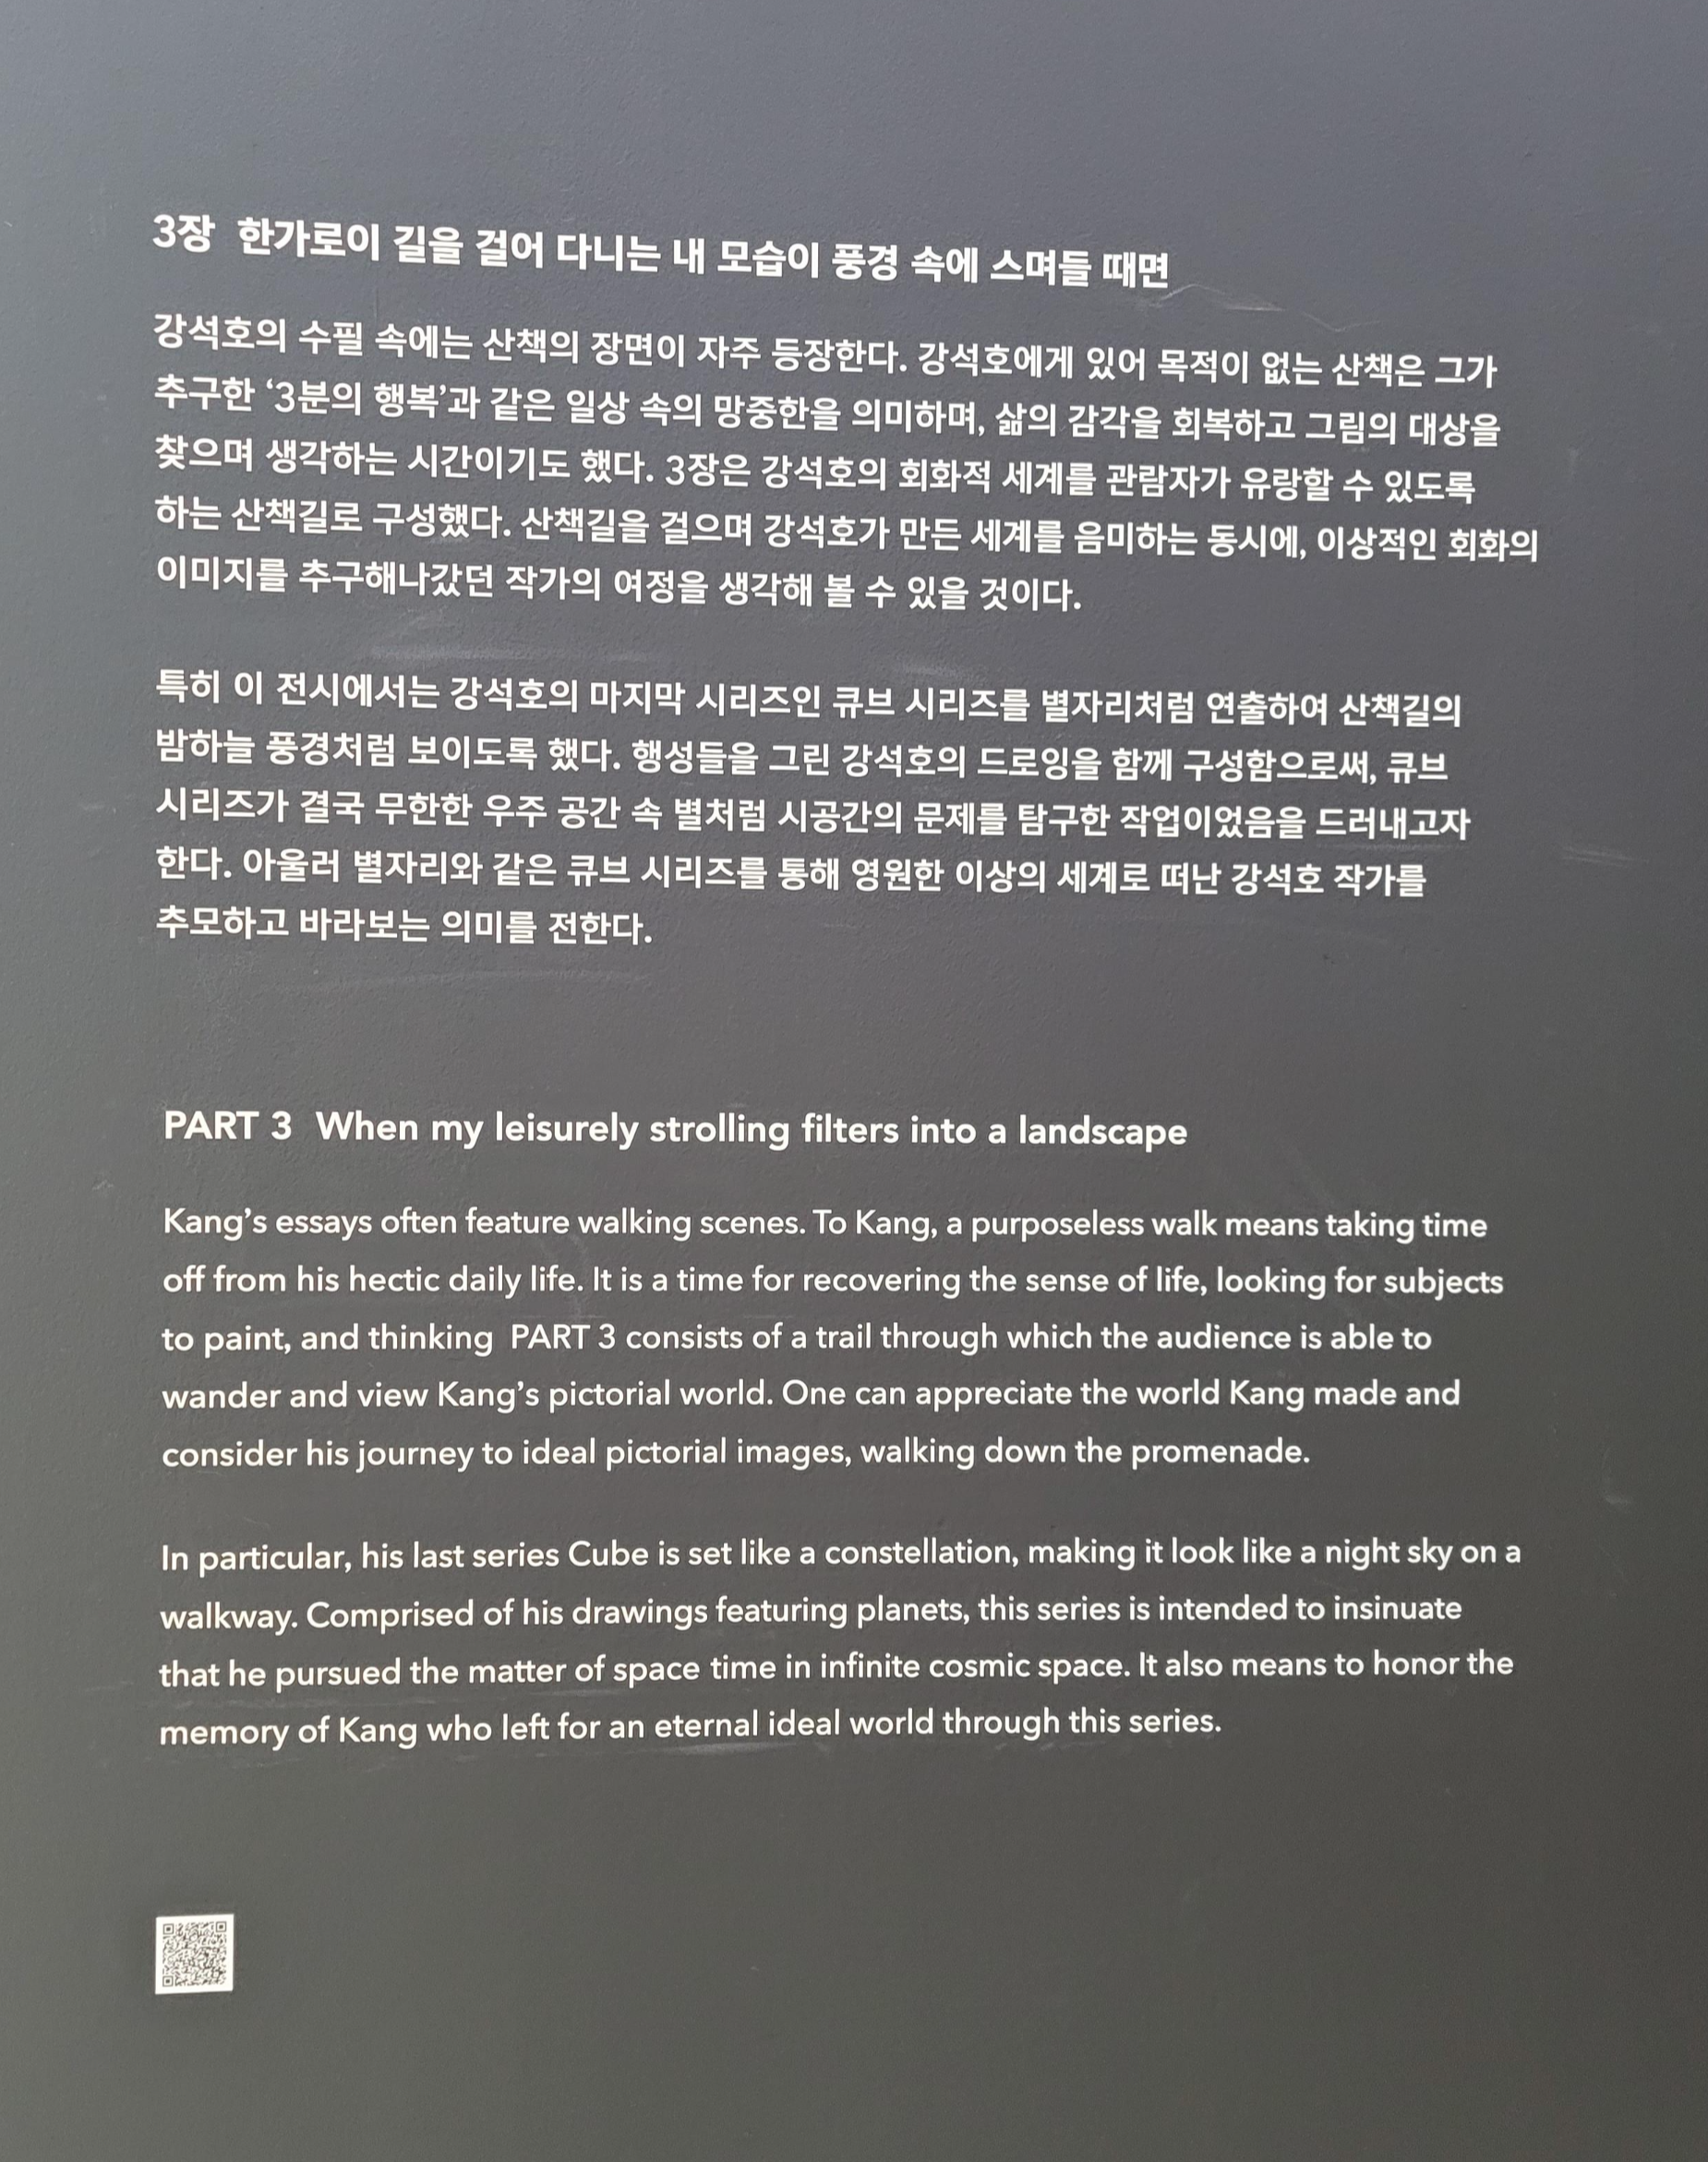 3장 한가로이 길을 걸어 다니는 내 모습이 풍경 속에 스며들 때면
강석호의 수필 속에는 산책의 장면이 자주 등장한다. 강석호에게 있어 목적이 없는 산책은 그가
추구한 ‘3분의 행복’과 같은 일상 속의 망중한을 의미하며, 삶의 감각을 회복하고 그림의 대상을
찾으며 생각하는 시간이기도 했다. 3장은 강석호의 회화적 세계를 관람자가 유랑할 수 있도록
하는 산책길로 구성했다. 산책길을 걸으며 강석호가 만든 세계를 음미하는 동시에, 이상적인 회화의
이미지를 추구해나갔던 작가의 여정을 생각해 볼 수 있을 것이다.
특히 이 전시에서는 강석호의 마지막 시리즈인 큐브 시리즈를 별자리처럼 연출하여 산책길의
밤하늘 풍경처럼 보이도록 했다. 행성들을 그린 강석호의 드로잉을 함께 구성함으로써, 큐브
시리즈가 결국 무한한 우주 공간 속 별처럼 시공간의 문제를 탐구한 작업이었음을 드러내고자
한다. 아울러 별자리와 같은 큐브 시리즈를 통해 영원한 이상의 세계로 떠난 강석호 작가를
추모하고 바라보는 의미를 전한다.
PART 3 When my leisurely strolling filters into a landscape
Kang’s essays often feature walking scenes. To Kang, a purposeless walk means taking time
off from his hectic daily life. It is a time for recovering the sense of life, looking for subjects
to paint, and thinking PART 3 consists of a trail through which the audience is able to
wander and view Kang’s pictorial world. One can appreciate the world Kang made and
consider his journey to ideal pictorial images, walking down the promenade.
In particular, his last series Cube is set like a constellation, making it look like a night sky on a
walkway. Comprised of his drawings featuring planets, this series is intended to insinuate
that he pursued the matter of space time in infinite cosmic space. It also means to honor the
memory of Kang who left for an eternal ideal world through this series.